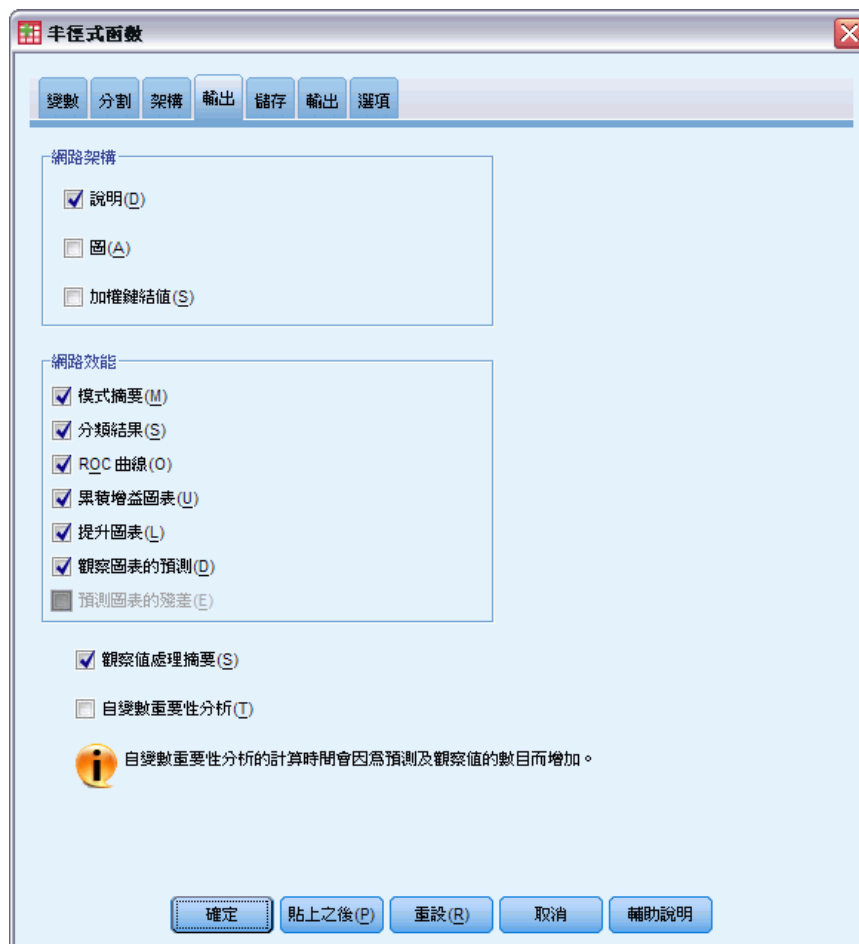 半徑式函數
變數 分割 架構 輸出 儲存 輸出 選項
網路架構
說明(D)
圖(A)
加權鍵結值(S)
網路效能
模式摘要(M)
分類結果(S)
ROC 曲線(O)
累積增益圖表(U)
提升圖表(L)
觀察圖表的預測(D)
預測圖表的殘差(E)
觀察值處理摘要(S)
自變數重要性分析(T)
自變數重要性分析的計算時間會因為預測及觀察值的數目而增加。
確定 貼上之後(P) 重設(R) 取消 輔助說明